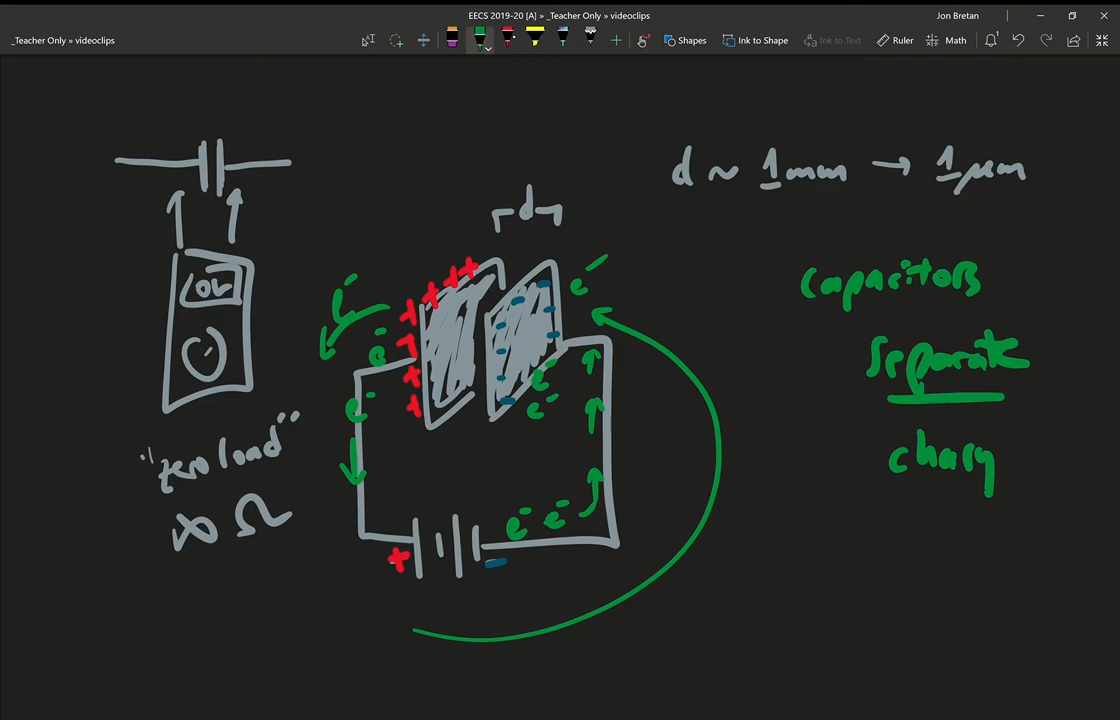 EECS 2019-20 [A] » _Teacher Only » videoclips
Jon Bretan
_Teacher Only » videoclips
Shapes
Ink to Shape
Ink to Text
Ruler
Math
d ~ 1mm → 1μm
d
+ + + +
+ + + +
e⁻
e⁻
e⁻
e⁻
e⁻
e⁻
e⁻ e⁻
+ -
"zero load"
∞ Ω
capacitors
separate
charg